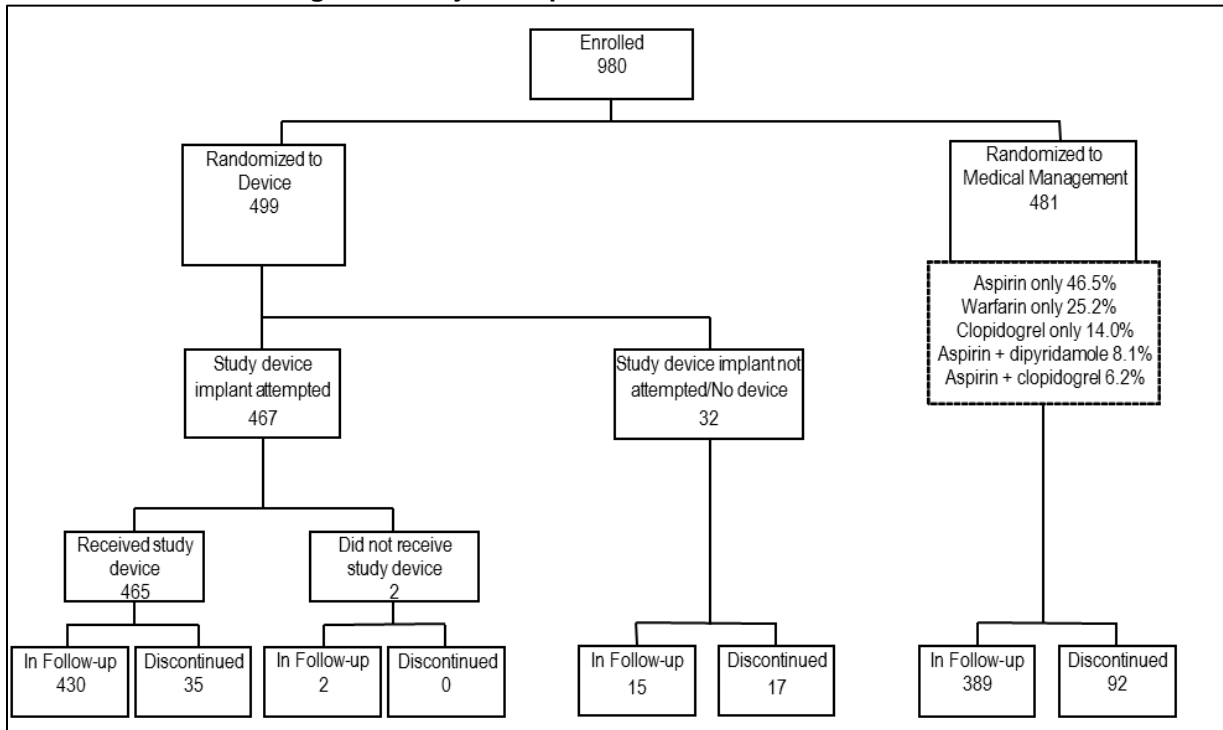 Enrolled
980
Randomized to
Device
499
Randomized to
Medical Management
481
Aspirin only 46.5%
Warfarin only 25.2%
Clopidogrel only 14.0%
Aspirin + dipyridamole 8.1%
Aspirin + clopidogrel 6.2%
Study device
implant attempted
467
Study device implant not
attempted/No device
32
Received study
device
465
Did not receive
study device
2
In Follow-up
430
Discontinued
35
In Follow-up
2
Discontinued
0
In Follow-up
15
Discontinued
17
In Follow-up
389
Discontinued
92